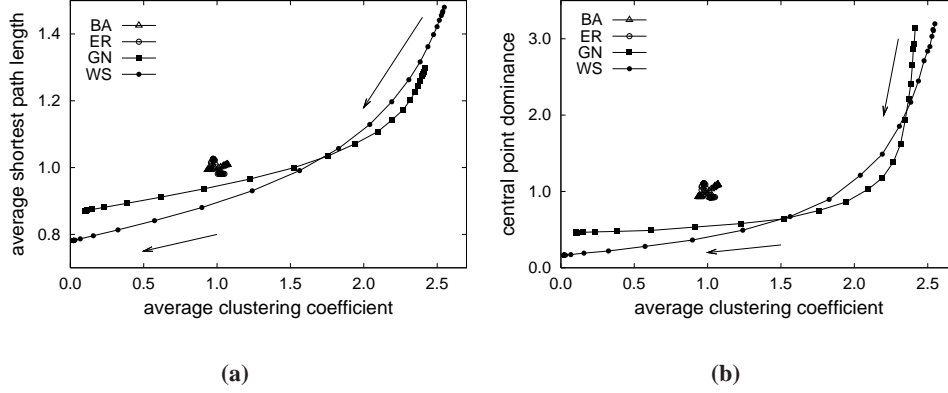 average shortest path length
1.4
1.2
1.0
0.8
BA
ER
GN
WS
0.0 0.5 1.0 1.5 2.0 2.5
average clustering coefficient
(a)
central point dominance
3.0
2.0
1.0
0.0
BA
ER
GN
WS
0.0 0.5 1.0 1.5 2.0 2.5
average clustering coefficient
(b)